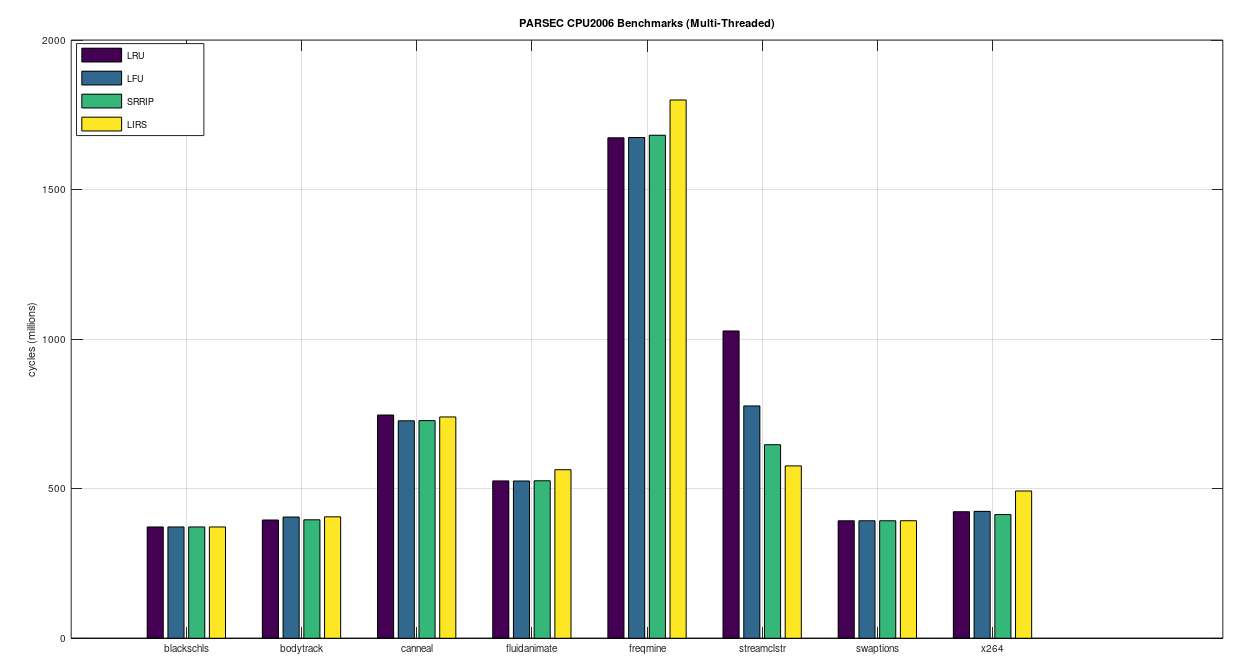 PARSEC CPU2006 Benchmarks (Multi-Threaded)
2000
LRU
LFU
SRRIP
LIRS
1500
1000
cycles (millions)
500
0
blackschls bodytrack canneal fluidanimate freqmine streamclstr swaptions x264